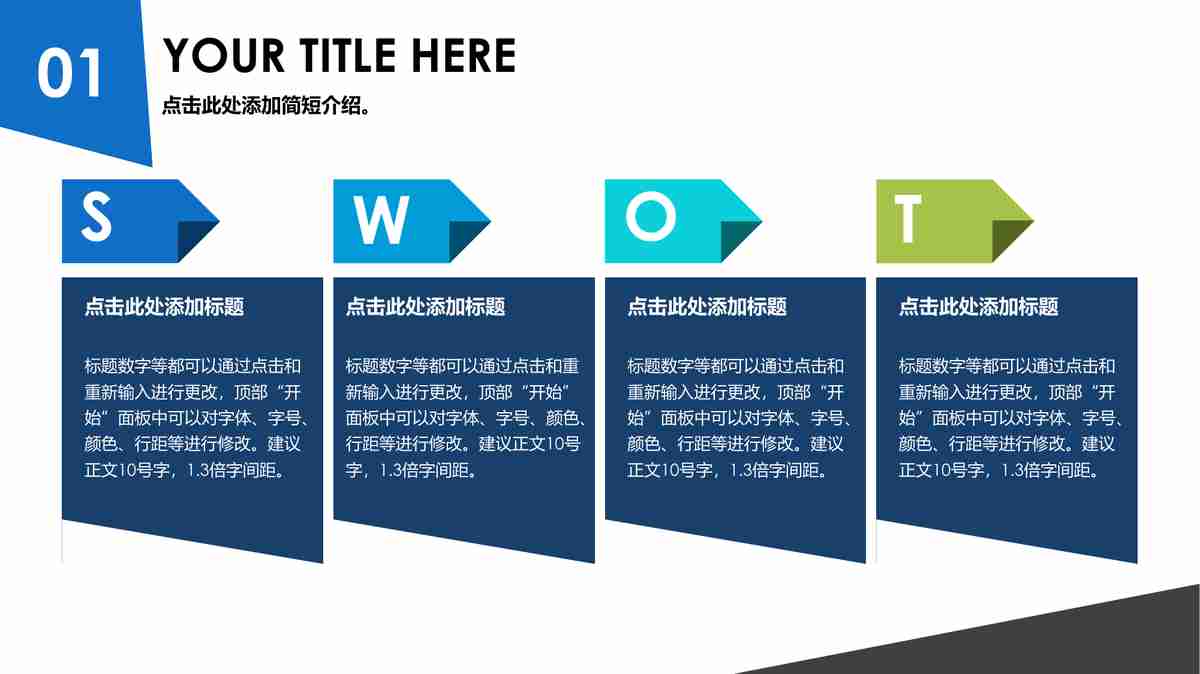 01
YOUR TITLE HERE
点击此处添加简短介绍。
S
W
O
T
点击此处添加标题
标题数字等都可以通过点击和
重新输入进行更改，顶部“开
始”面板中可以对字体、字号、
颜色、行距等进行修改。建议
正文10号字，1.3倍字间距。
点击此处添加标题
标题数字等都可以通过点击和重
新输入进行更改，顶部“开始”
面板中可以对字体、字号、颜色、
行距等进行修改。建议正文10号
字，1.3倍字间距。
点击此处添加标题
标题数字等都可以通过点击和
重新输入进行更改，顶部“开
始”面板中可以对字体、字号、
颜色、行距等进行修改。建议
正文10号字，1.3倍字间距。
点击此处添加标题
标题数字等都可以通过点击和
重新输入进行更改，顶部“开
始”面板中可以对字体、字号、
颜色、行距等进行修改。建议
正文10号字，1.3倍字间距。